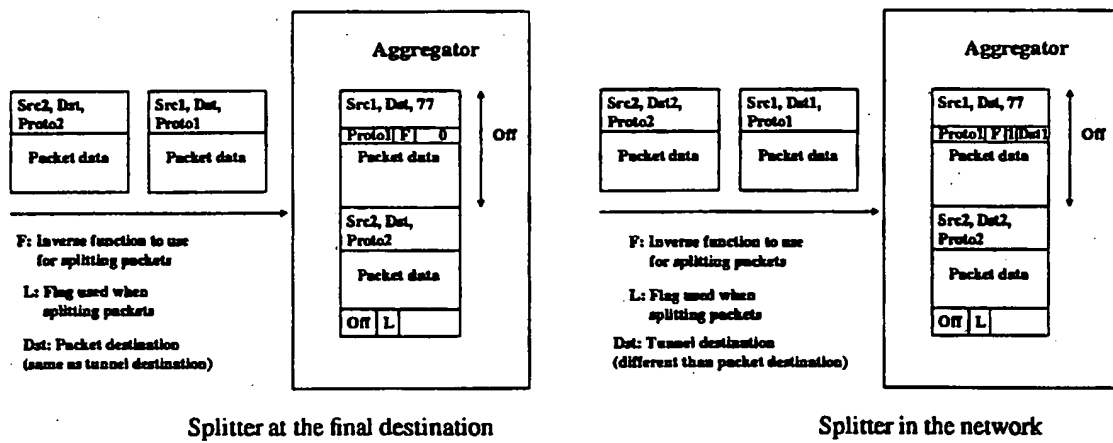 Aggregator
Src2, Dst,
Proto2
Packet data
Src1, Dst,
Proto1
Packet data
Src1, Dst, 77
Proto1 F 0
Packet data
Src2, Dst,
Proto2
Packet data
Off L
Off
F: Inverse function to use
for splitting packets
L: Flag used when
splitting packets
Dst: Packet destination
(same as tunnel destination)
Splitter at the final destination
Aggregator
Src2, Dst2,
Proto2
Packet data
Src1, Dst1,
Proto1
Packet data
Src1, Dst, 77
Proto1 F 1 Dst1
Packet data
Src2, Dst2,
Proto2
Packet data
Off L
Off
F: Inverse function to use
for splitting packets
L: Flag used when
splitting packets
Dst: Tunnel destination
(different than packet destination)
Splitter in the network